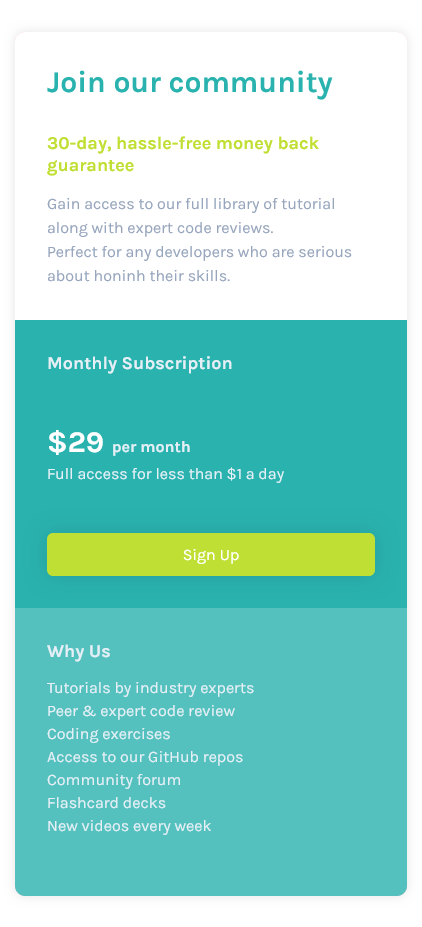 Join our community
30-day, hassle-free money back
guarantee
Gain access to our full library of tutorial
along with expert code reviews.
Perfect for any developers who are serious
about honinh their skills.
Monthly Subscription
$29 per month
Full access for less than $1 a day
Sign Up
Why Us
Tutorials by industry experts
Peer & expert code review
Coding exercises
Access to our GitHub repos
Community forum
Flashcard decks
New videos every week